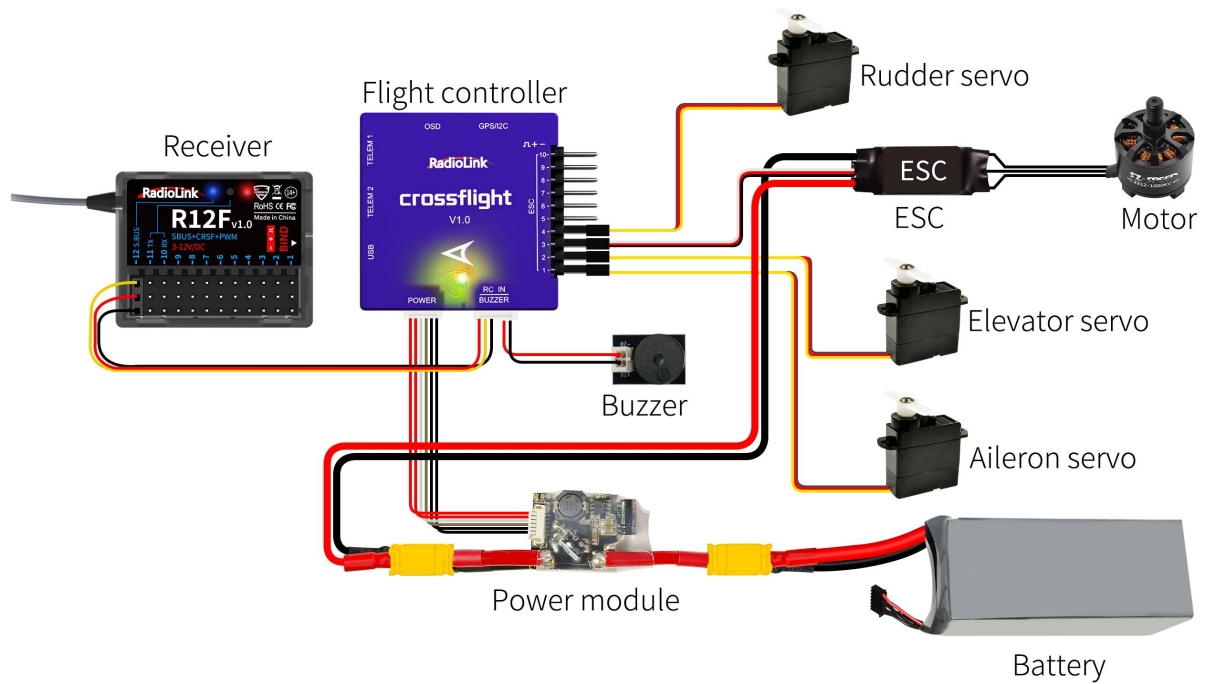 Rudder servo
Flight controller
Receiver
OSD
GPS/I2C
TELEM 1
TELEM 2
USB
RadioLink
crossflight
V1.0
ESC
10
9
8
7
6
5
4
3
2
1
POWER
RC IN
BUZZER
RadioLink
14+
RoHS CE FC
Made in China
R12F v1.0
SBUS+CRSF+PWM
3-12V/DC
BIND
-12 S.BUS
-11 TX
-10 RX
-9
-8
-7
-6
-5
-4
-3
-2
-1
ESC
ESC
Motor
Elevator servo
Buzzer
Aileron servo
Power module
Battery